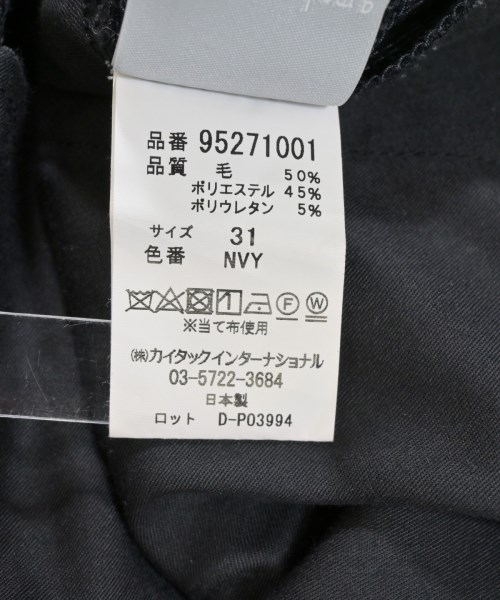 品番 95271001
品質 毛 50%
ポリエステル 45%
ポリウレタン 5%
サイズ 31
色番 NVY
F W
※当て布使用
㈱カイタックインターナショナル
03-5722-3684
日本製
ロット D-P03994